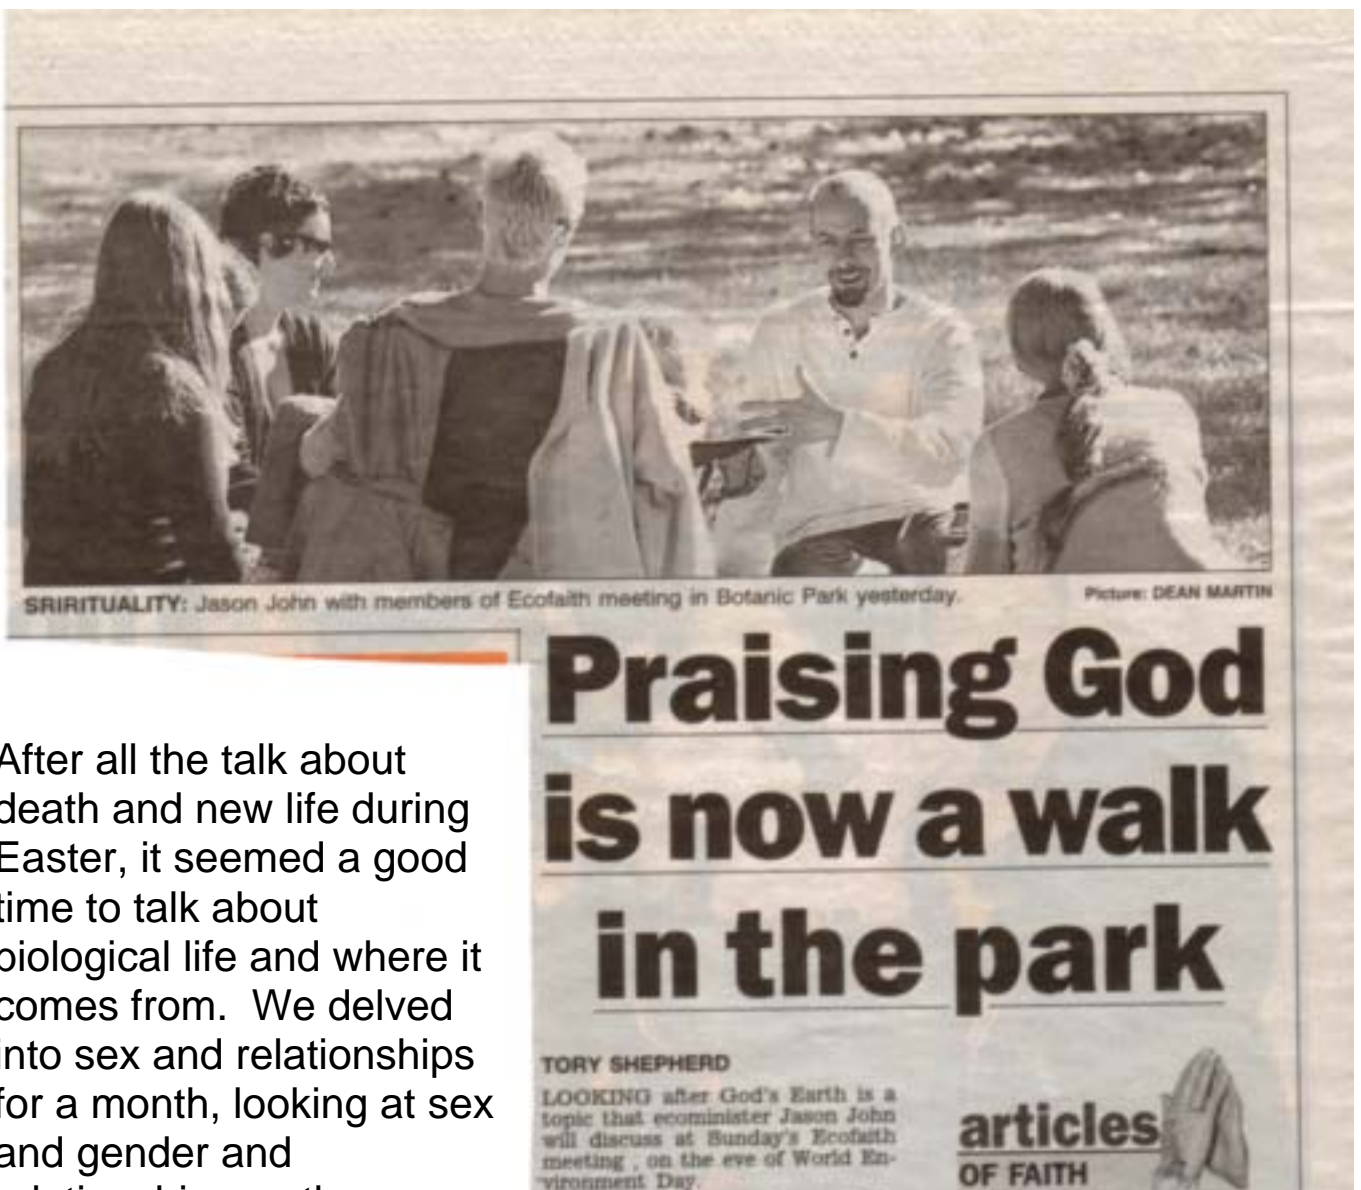 SRIRITUALITY: Jason John with members of Ecofaith meeting in Botanic Park yesterday.
Picture: DEAN MARTIN
Praising God
is now a walk
in the park
After all the talk about
death and new life during
Easter, it seemed a good
time to talk about
biological life and where it
comes from. We delved
into sex and relationships
for a month, looking at sex
and gender and
TORY SHEPHERD
LOOKING after God's Earth is a
topic that ecominister Jason John
will discuss at Sunday's Ecofaith
meeting , on the eve of World En-
vironment Day.
articles
OF FAITH